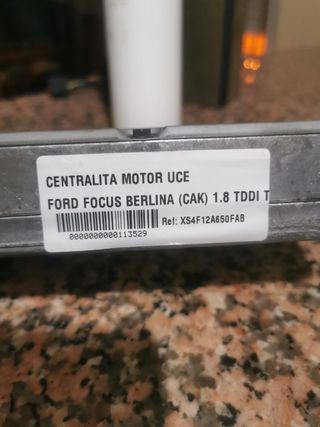 CENTRALITA MOTOR UCE
FORD FOCUS BERLINA (CAK) 1.8 TDDI T
Ref: XS4F12A650FAB
0000000000113529